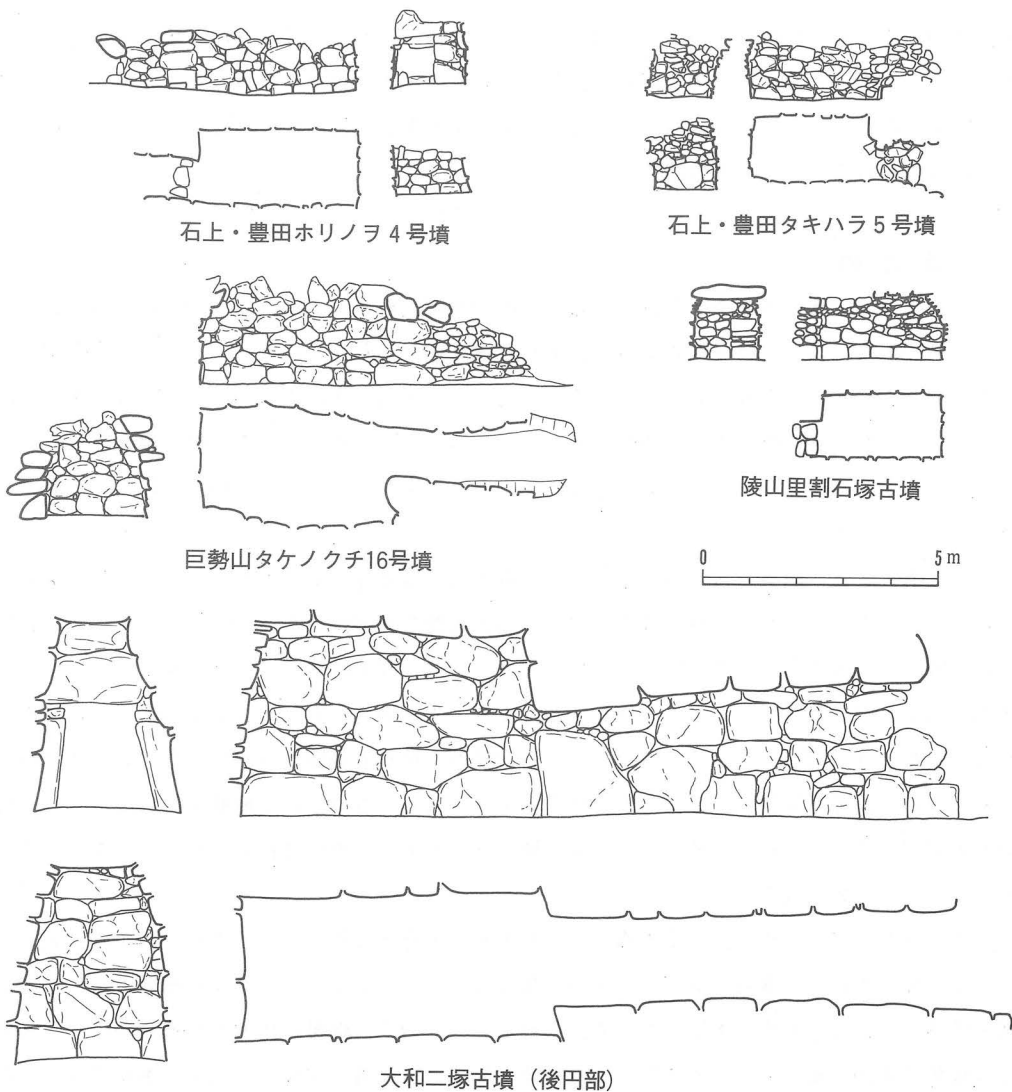 石上・豊田ホリノヲ4号墳
石上・豊田タキハラ5号墳
巨勢山タケノクチ16号墳
陵山里割石塚古墳
0 5 m
大和二塚古墳（後円部）